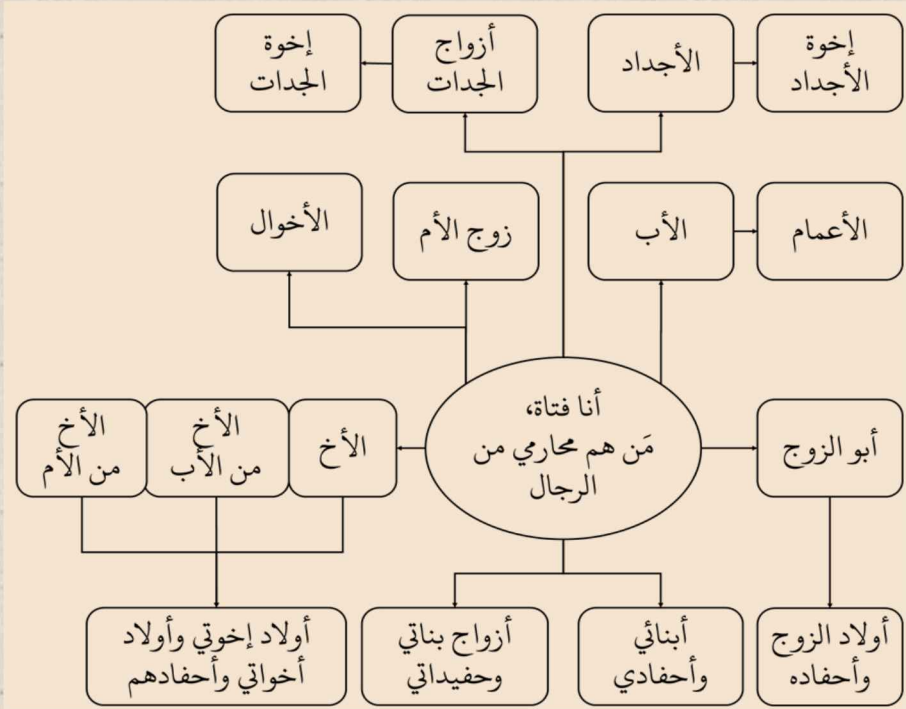 إخوة
الأجداد
الأجداد
أزواج
الجدات
إخوة
الجدات
الأعمام
الأب
زوج الأم
الأخوال
أنا فتاة،
مَن هم محارمي من
الرجال
أبو الزوج
الأخ
الأخ
من الأب
الأخ
من الأم
أولاد الزوج
وأحفاده
أبنائي
وأحفادي
أزواج بناتي
وحفيداتي
أولاد إخوتي وأولاد
أخواتي وأحفادهم